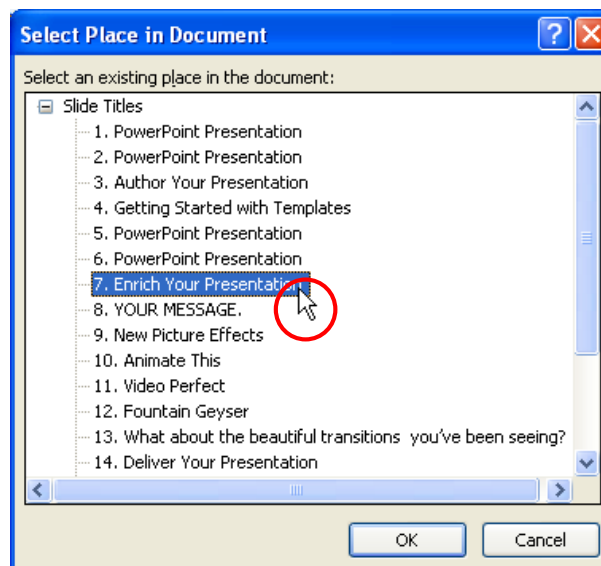 Select Place in Document
Select an existing place in the document:
Slide Titles
1. PowerPoint Presentation
2. PowerPoint Presentation
3. Author Your Presentation
4. Getting Started with Templates
5. PowerPoint Presentation
6. PowerPoint Presentation
7. Enrich Your Presentation
8. YOUR MESSAGE.
9. New Picture Effects
10. Animate This
11. Video Perfect
12. Fountain Geyser
13. What about the beautiful transitions  you've been seeing?
14. Deliver Your Presentation
OK Cancel